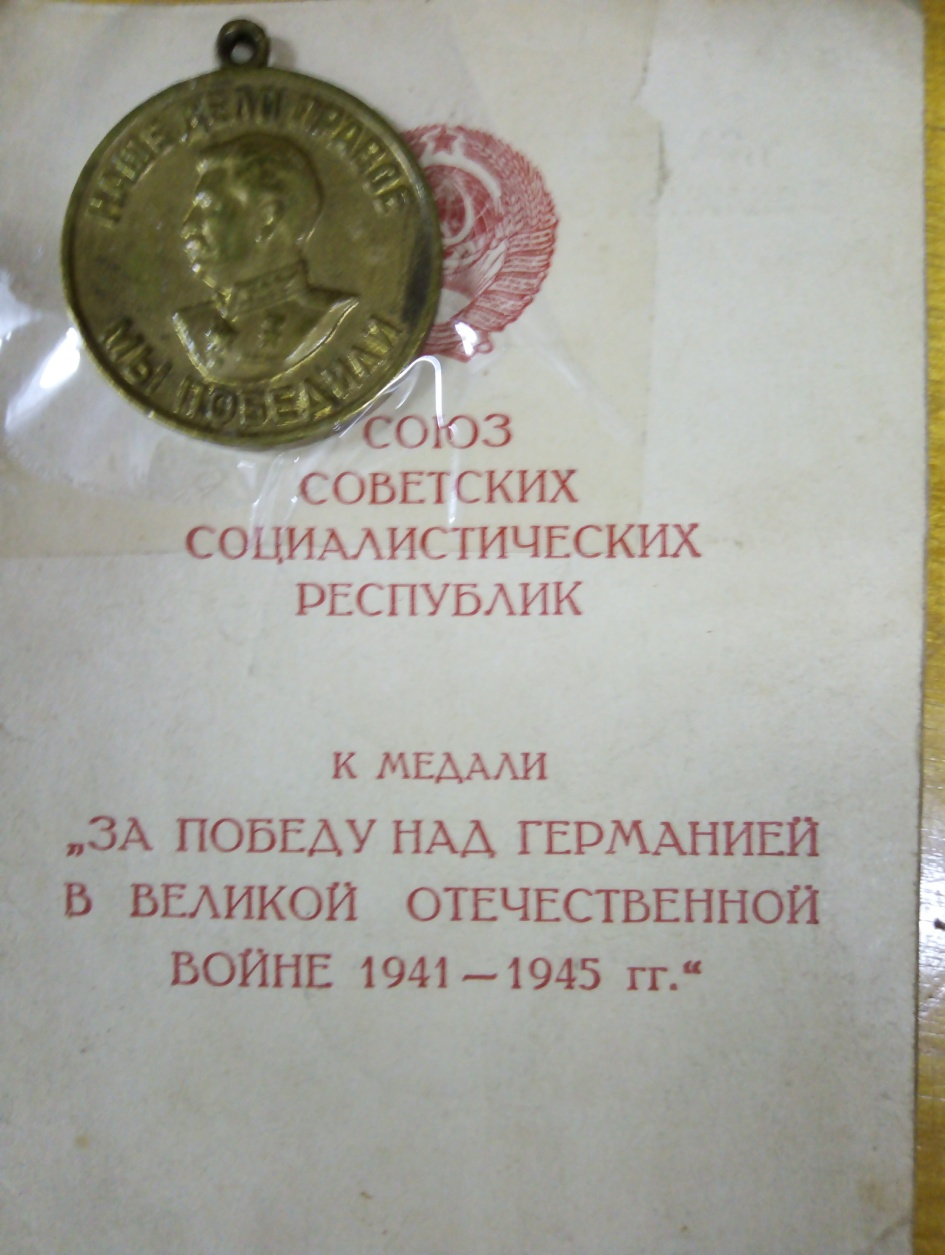 НАШЕ ДЕЛО ПРАВОЕ
МЫ ПОБЕДИЛИ
СОЮЗ
СОВЕТСКИХ
СОЦИАЛИСТИЧЕСКИХ
РЕСПУБЛИК
К МЕДАЛИ
„ЗА ПОБЕДУ НАД ГЕРМАНИЕЙ
В ВЕЛИКОЙ ОТЕЧЕСТВЕННОЙ
ВОЙНЕ 1941 — 1945 гг.“